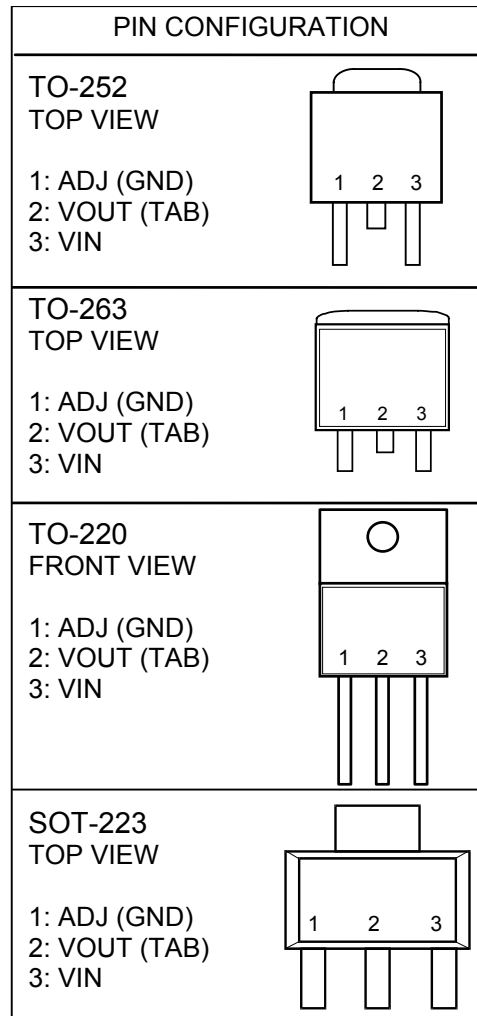 PIN CONFIGURATION
TO-252
TOP VIEW
1: ADJ (GND)
2: VOUT (TAB)
3: VIN
1 2 3
TO-263
TOP VIEW
1: ADJ (GND)
2: VOUT (TAB)
3: VIN
1 2 3
TO-220
FRONT VIEW
1: ADJ (GND)
2: VOUT (TAB)
3: VIN
1 2 3
SOT-223
TOP VIEW
1: ADJ (GND)
2: VOUT (TAB)
3: VIN
1 2 3